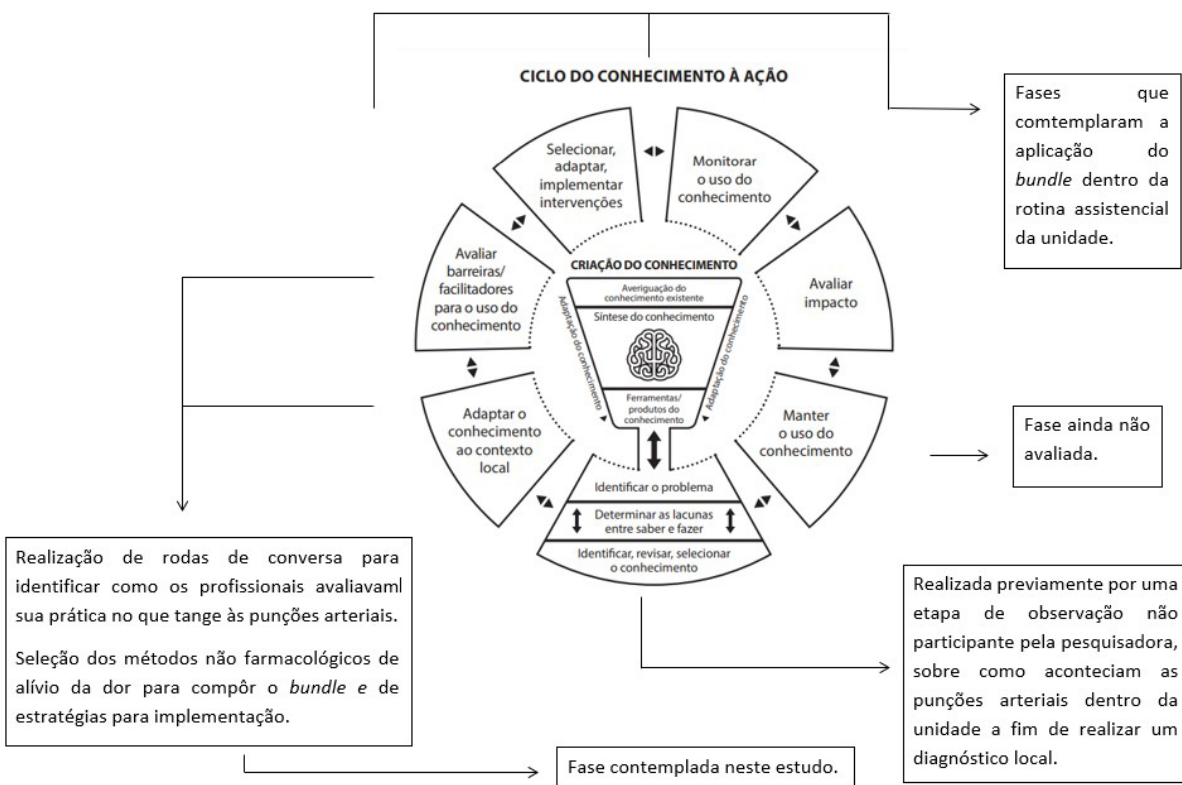 CICLO DO CONHECIMENTO À AÇÃO
Selecionar,
adaptar,
implementar
intervenções
Monitorar
o uso do
conhecimento
Avaliar
barreiras/
facilitadores
para o uso do
conhecimento
Avaliar
impacto
Adaptar o
conhecimento
ao contexto
local
Manter
o uso do
conhecimento
CRIAÇÃO DO CONHECIMENTO
Averiguação do
conhecimento existente
Síntese do conhecimento
Ferramentas/
produtos do
conhecimento
Adaptação do conhecimento
Adaptação do conhecimento
Identificar o problema
Determinar as lacunas
entre saber e fazer
Identificar, revisar, selecionar
o conhecimento
Fases que
comtemplaram a
aplicação do
bundle dentro da
rotina assistencial
da unidade.
Fase ainda não
avaliada.
Realização de rodas de conversa para
identificar como os profissionais avaliavaml
sua prática no que tange às punções arteriais.
Seleção dos métodos não farmacológicos de
alívio da dor para compôr o bundle e de
estratégias para implementação.
Fase contemplada neste estudo.
Realizada previamente por uma
etapa de observação não
participante pela pesquisadora,
sobre como aconteciam as
punções arteriais dentro da
unidade a fim de realizar um
diagnóstico local.